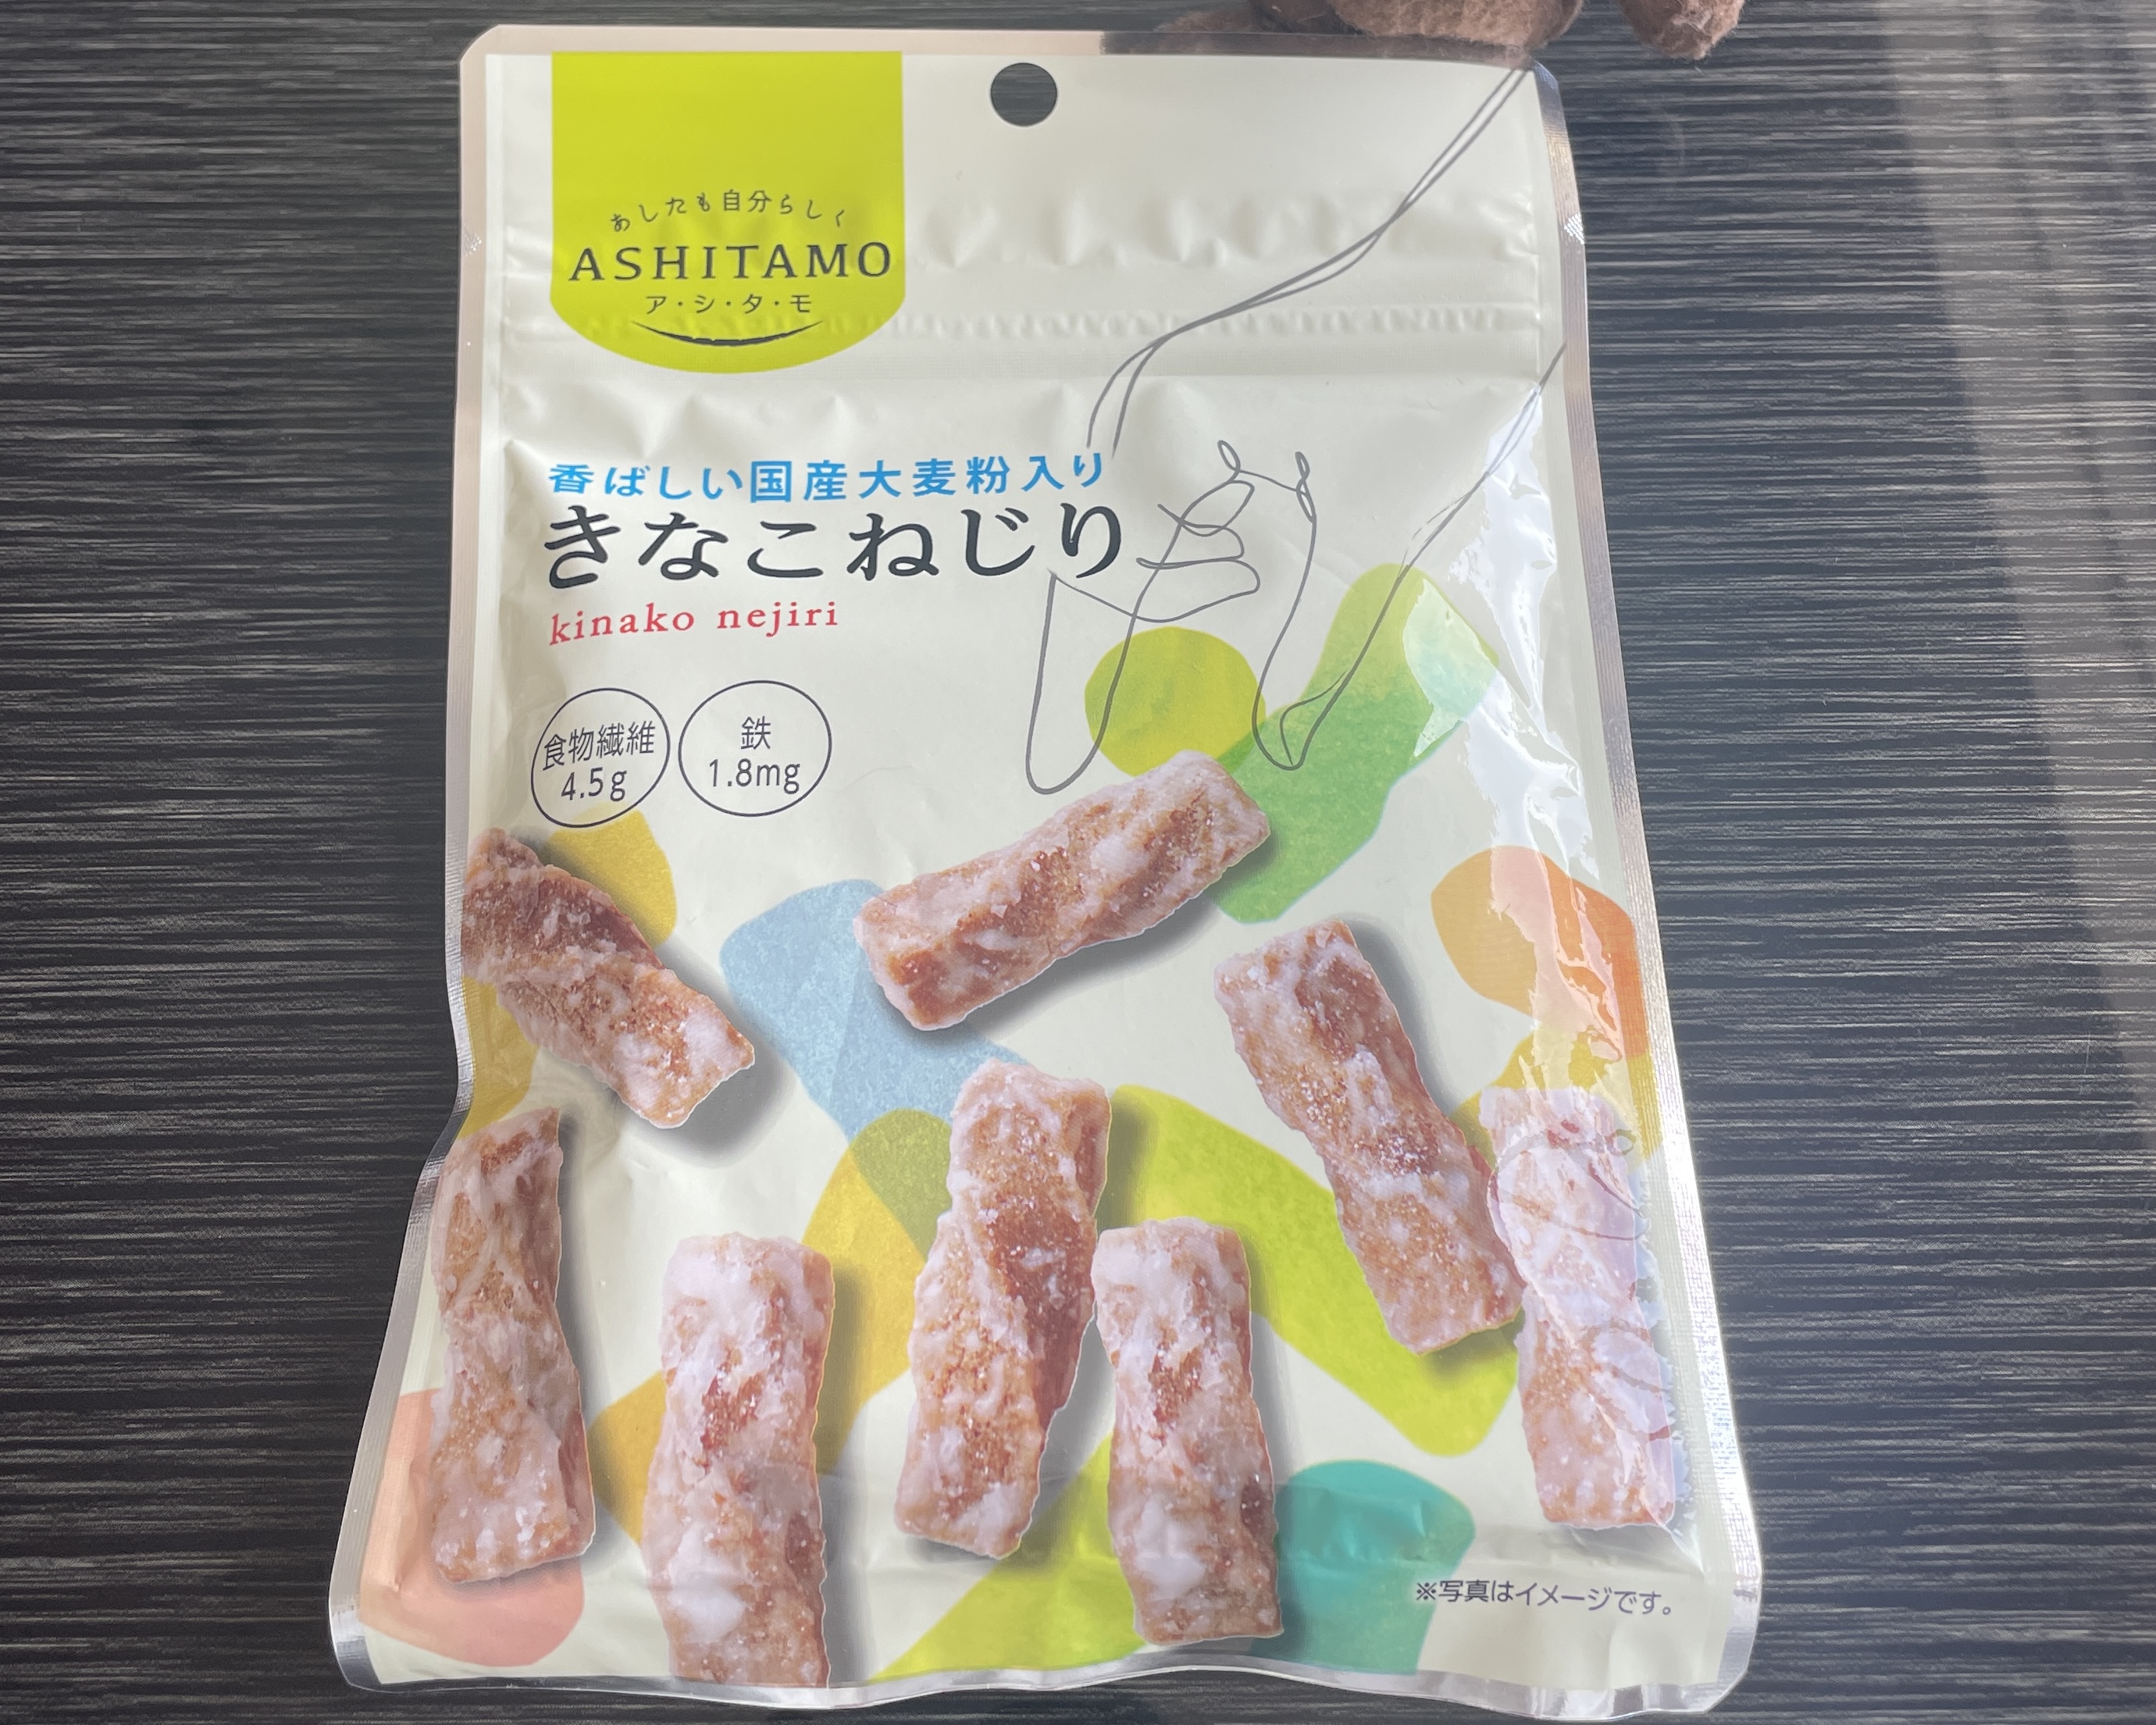 あしたも自分らしく
ASHITAMO
ア・シ・タ・モ
香ばしい国産大麦粉入り
きなこねじり
kinako nejiri
食物繊維
4.5g
鉄
1.8mg
※写真はイメージです。